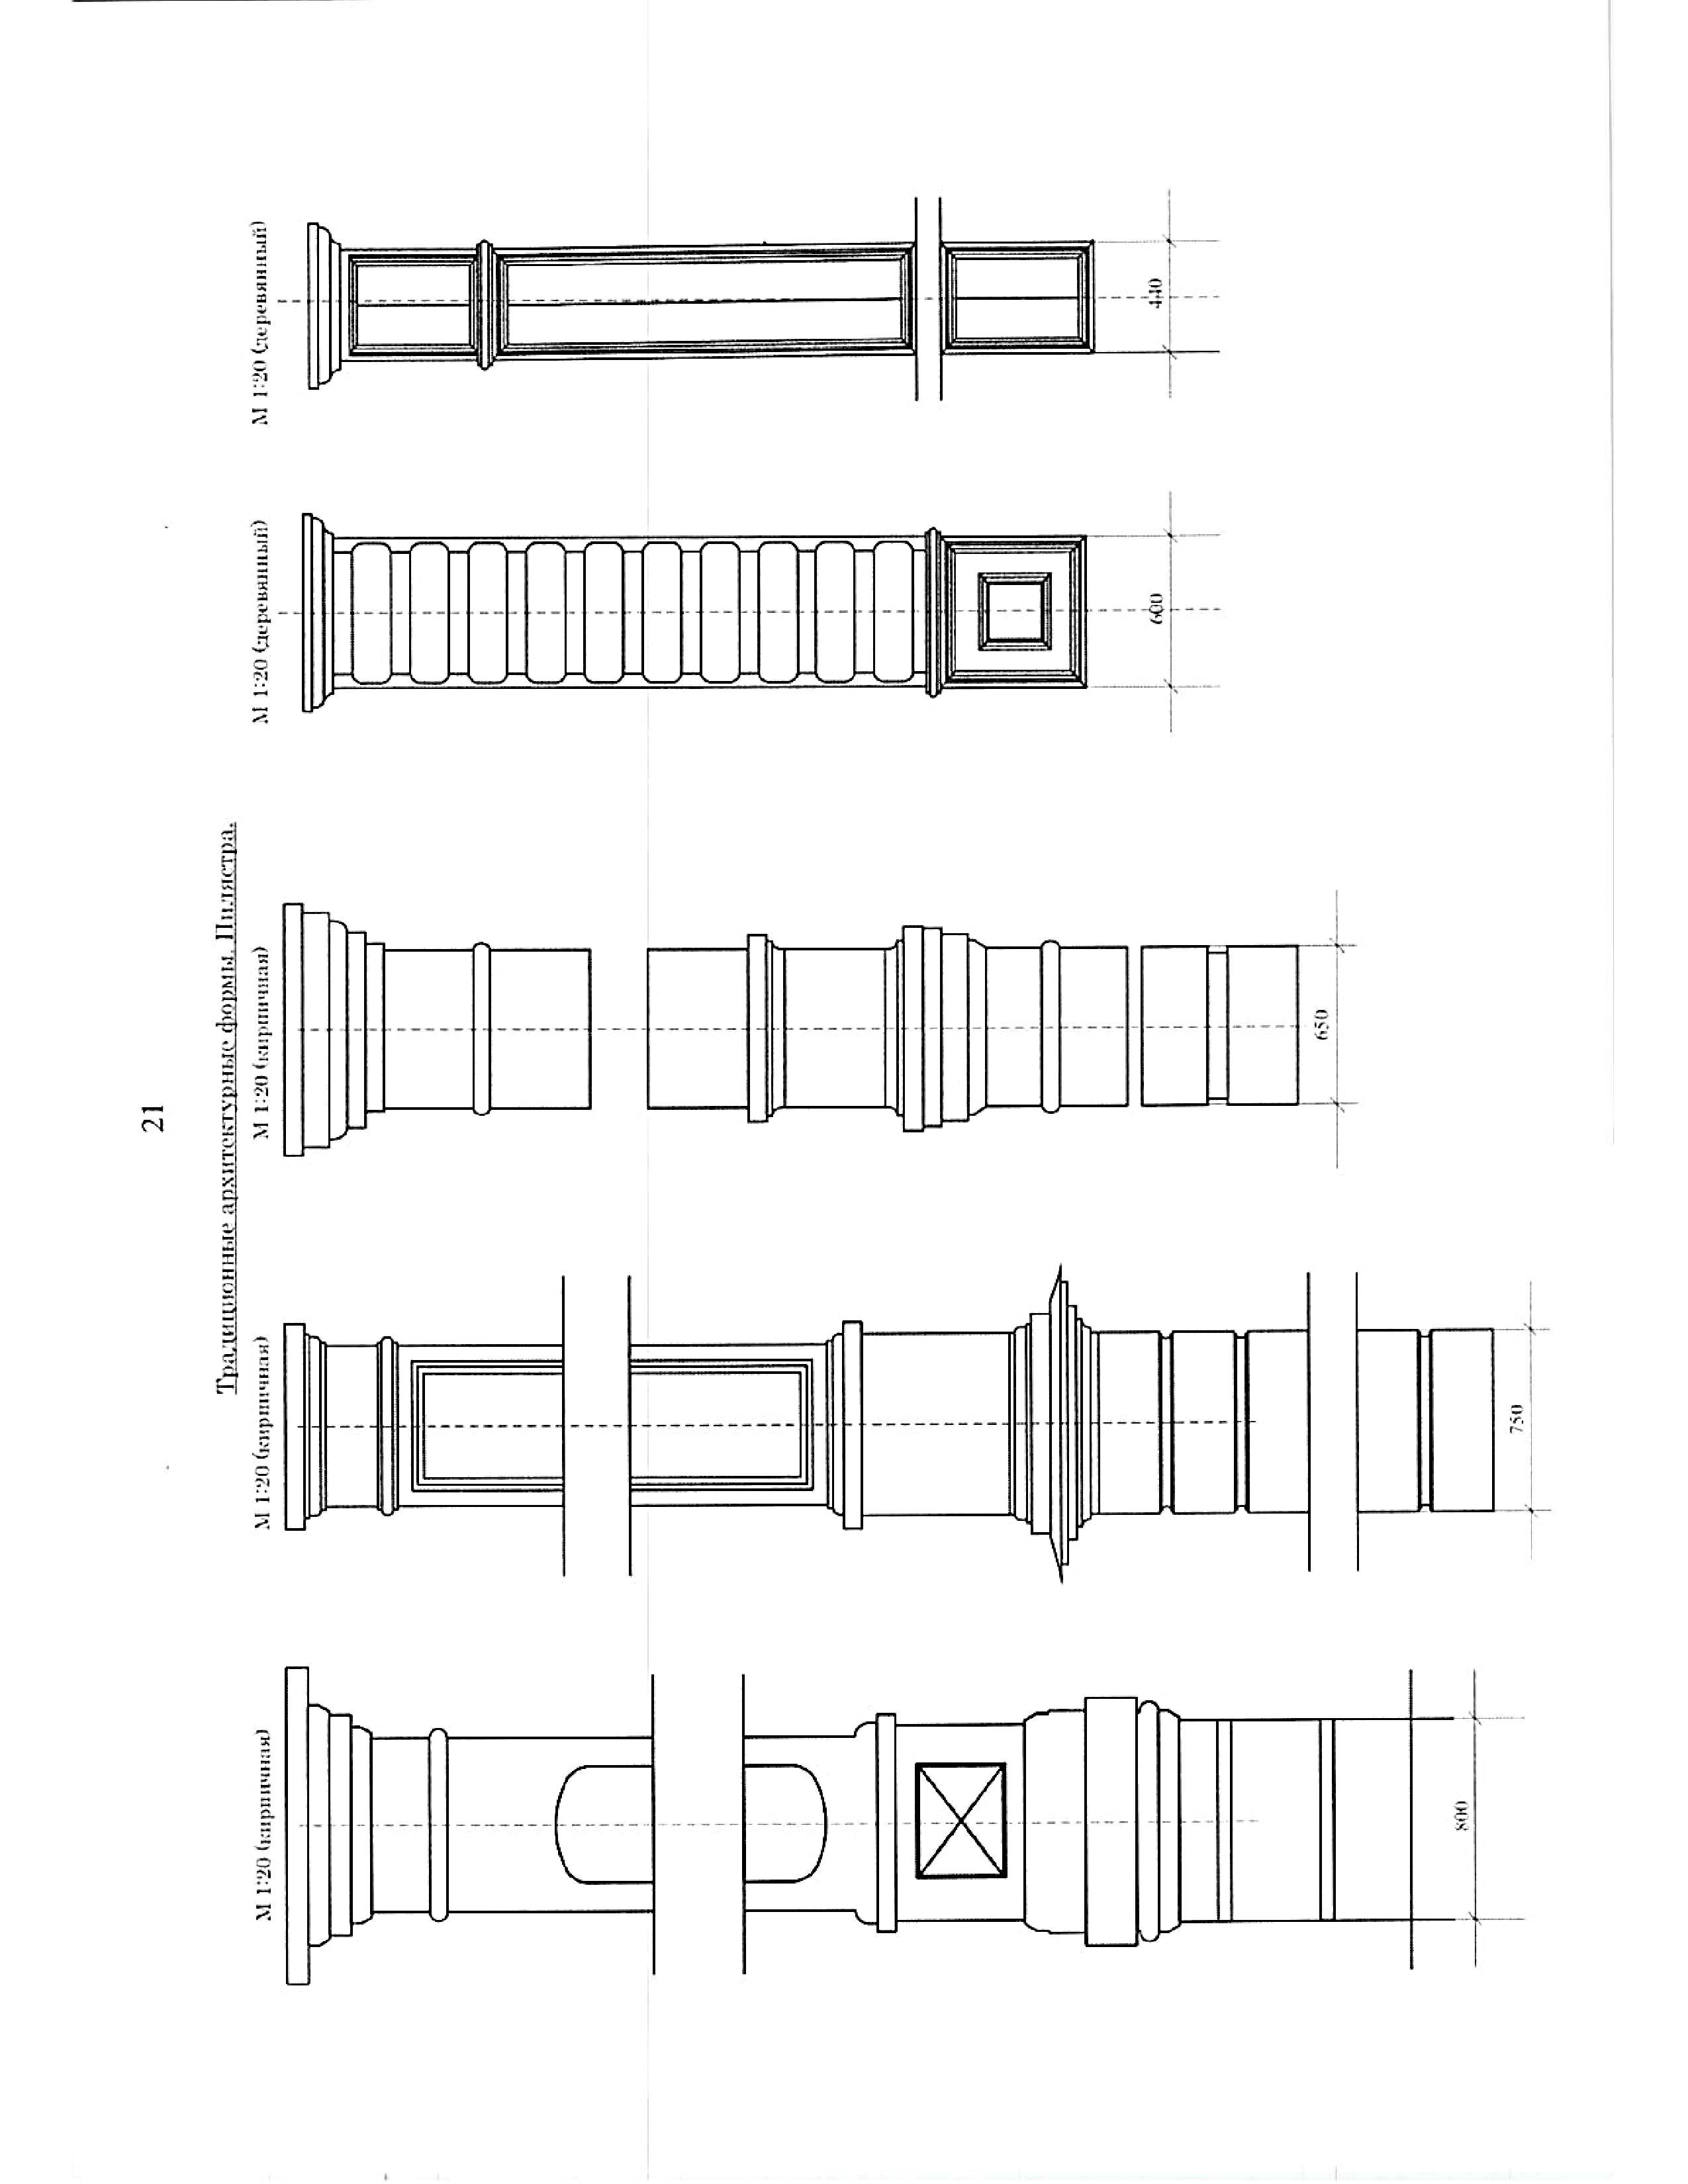 21
Традиционные архитектурные формы. Пилястра.
М 1:20 (кирпичная)
М 1:20 (кирпичная)
М 1:20 (кирпичная)
М 1:20 (деревянный)
М 1:20 (деревянный)
800
750
650
600
440